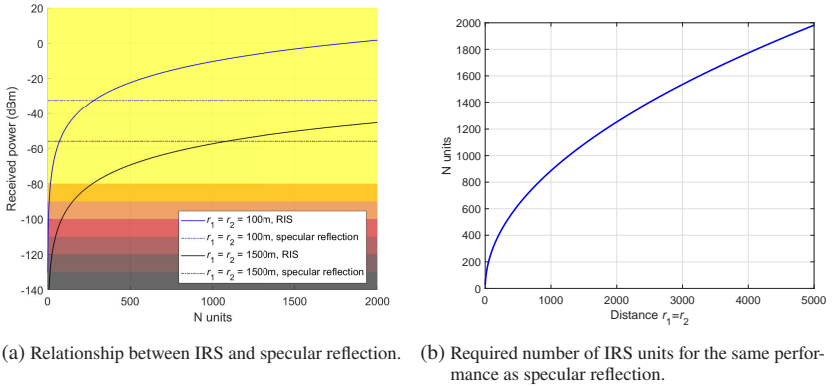 20
0
-20
-40
-60
-80
-100
-120
-140
Received power (dBm)
r1 = r2 = 100m, RIS
r1 = r2 = 100m, specular reflection
r1 = r2 = 1500m, RIS
r1 = r2 = 1500m, specular reflection
0 500 1000 1500 2000
N units
(a) Relationship between IRS and specular reflection.
2000
1800
1600
1400
1200
1000
800
600
400
200
0
N units
0 1000 2000 3000 4000 5000
Distance r1=r2
(b) Required number of IRS units for the same perfor-
mance as specular reflection.